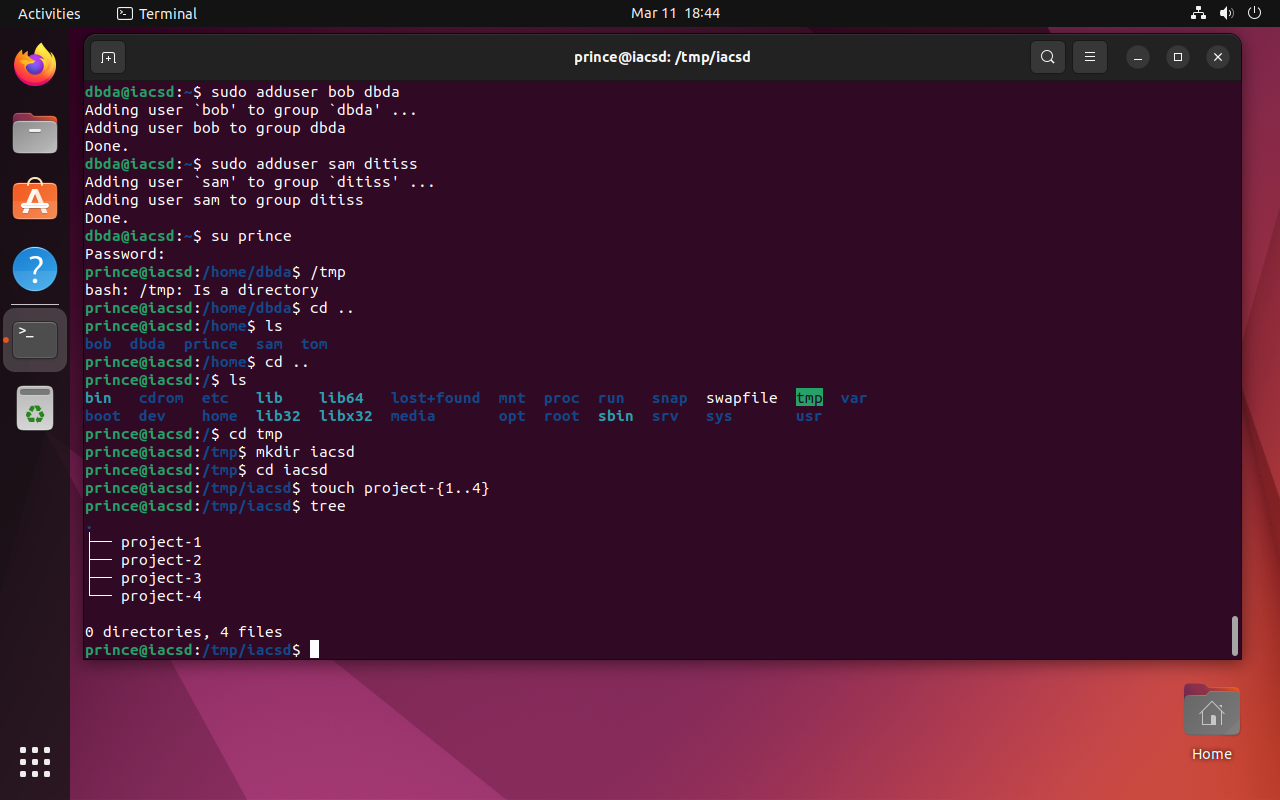 Activities
Terminal
Mar 11 18:44
prince@iacsd: /tmp/iacsd
dbda@iacsd:~$ sudo adduser bob dbda
Adding user `bob' to group `dbda' ...
Adding user bob to group dbda
Done.
dbda@iacsd:~$ sudo adduser sam ditiss
Adding user `sam' to group `ditiss' ...
Adding user sam to group ditiss
Done.
dbda@iacsd:~$ su prince
Password:
prince@iacsd:/home/dbda$ /tmp
bash: /tmp: Is a directory
prince@iacsd:/home/dbda$ cd ..
prince@iacsd:/home$ ls
bob  dbda  prince  sam  tom
prince@iacsd:/home$ cd ..
prince@iacsd:/$ ls
bin   cdrom  etc   lib    lib64   lost+found  mnt  proc  run   snap  swapfile  tmp  var
boot  dev    home  lib32  libx32  media       opt  root  sbin  srv   sys       usr
prince@iacsd:/$ cd tmp
prince@iacsd:/tmp$ mkdir iacsd
prince@iacsd:/tmp$ cd iacsd
prince@iacsd:/tmp/iacsd$ touch project-{1..4}
prince@iacsd:/tmp/iacsd$ tree
.
├── project-1
├── project-2
├── project-3
└── project-4
0 directories, 4 files
prince@iacsd:/tmp/iacsd$
Home